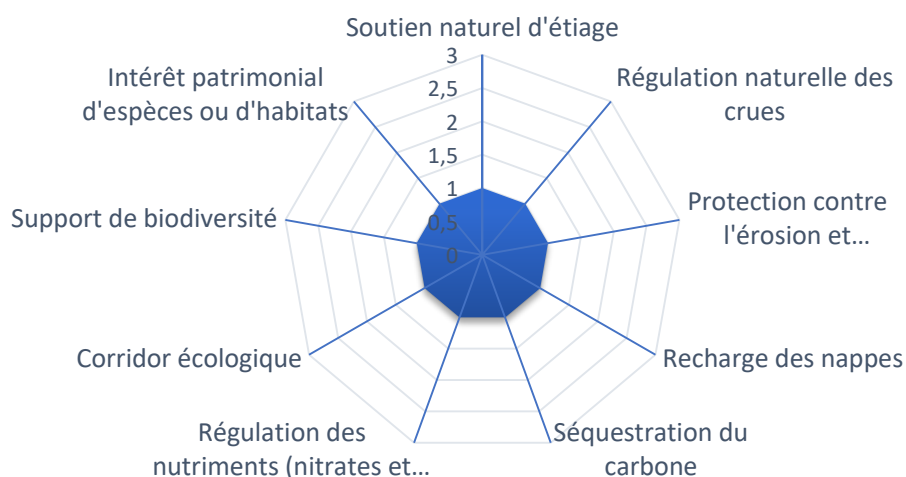 Soutien naturel d'étiage
Régulation naturelle des
crues
Protection contre
l'érosion et...
Recharge des nappes
Séquestration du
carbone
Régulation des
nutriments (nitrates et...
Corridor écologique
Support de biodiversité
Intérêt patrimonial
d'espèces ou d'habitats
3
2,5
2
1,5
1
0,5
0